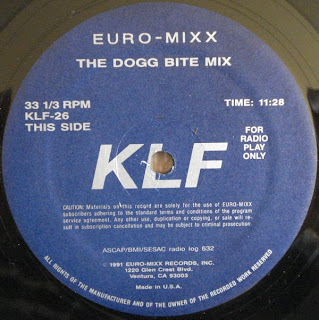 EURO-MIXX
THE DOGG BITE MIX
33 1/3 RPM
KLF-26
THIS SIDE
TIME: 11:28
FOR
RADIO
PLAY
ONLY
KLF
CAUTION: Materials on this record are solely for the use of EURO-MIXX
subscribers adhering to the standard terms and conditions of the program
service agreement. Any other use, duplication or copying, or sale will re-
sult in subscription cancellation and may be subject to criminal prosecution
ASCAP/BMI/SESAC radio log 632
© 1991 EURO-MIXX RECORDS, INC.
1220 Glen Crest Blvd.
Ventura, CA 93003
Made in U.S.A.
ALL RIGHTS OF THE MANUFACTURER AND OF THE OWNER OF THE RECORDED WORK RESERVED